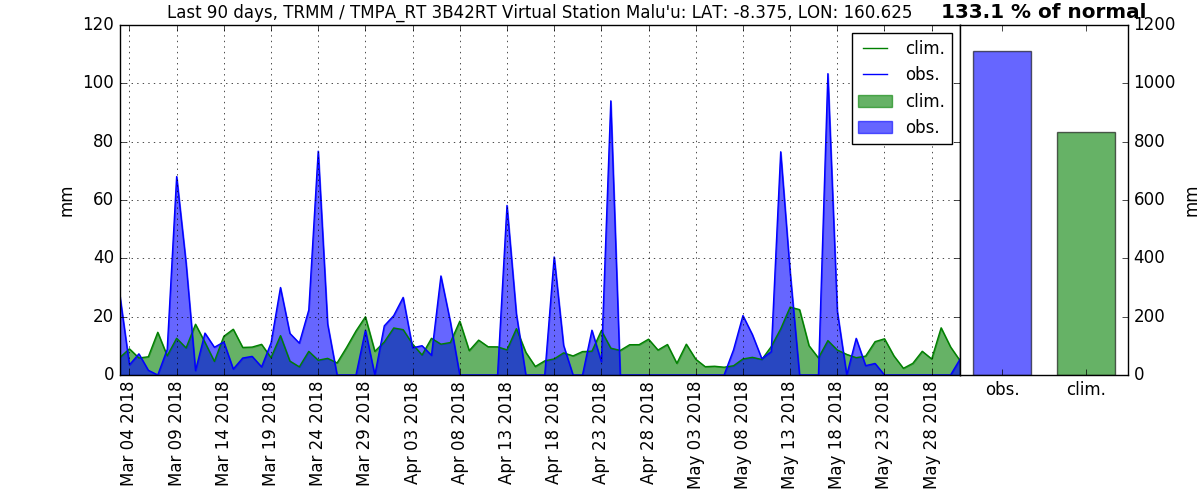 Last 90 days, TRMM / TMPA_RT 3B42RT Virtual Station Malu'u: LAT: -8.375, LON: 160.625
133.1 % of normal
120
100
80
60
40
20
0
mm
clim.
obs.
clim.
obs.
1200
1000
800
600
400
200
0
mm
Mar 04 2018
Mar 09 2018
Mar 14 2018
Mar 19 2018
Mar 24 2018
Mar 29 2018
Apr 03 2018
Apr 08 2018
Apr 13 2018
Apr 18 2018
Apr 23 2018
Apr 28 2018
May 03 2018
May 08 2018
May 13 2018
May 18 2018
May 23 2018
May 28 2018
obs.
clim.